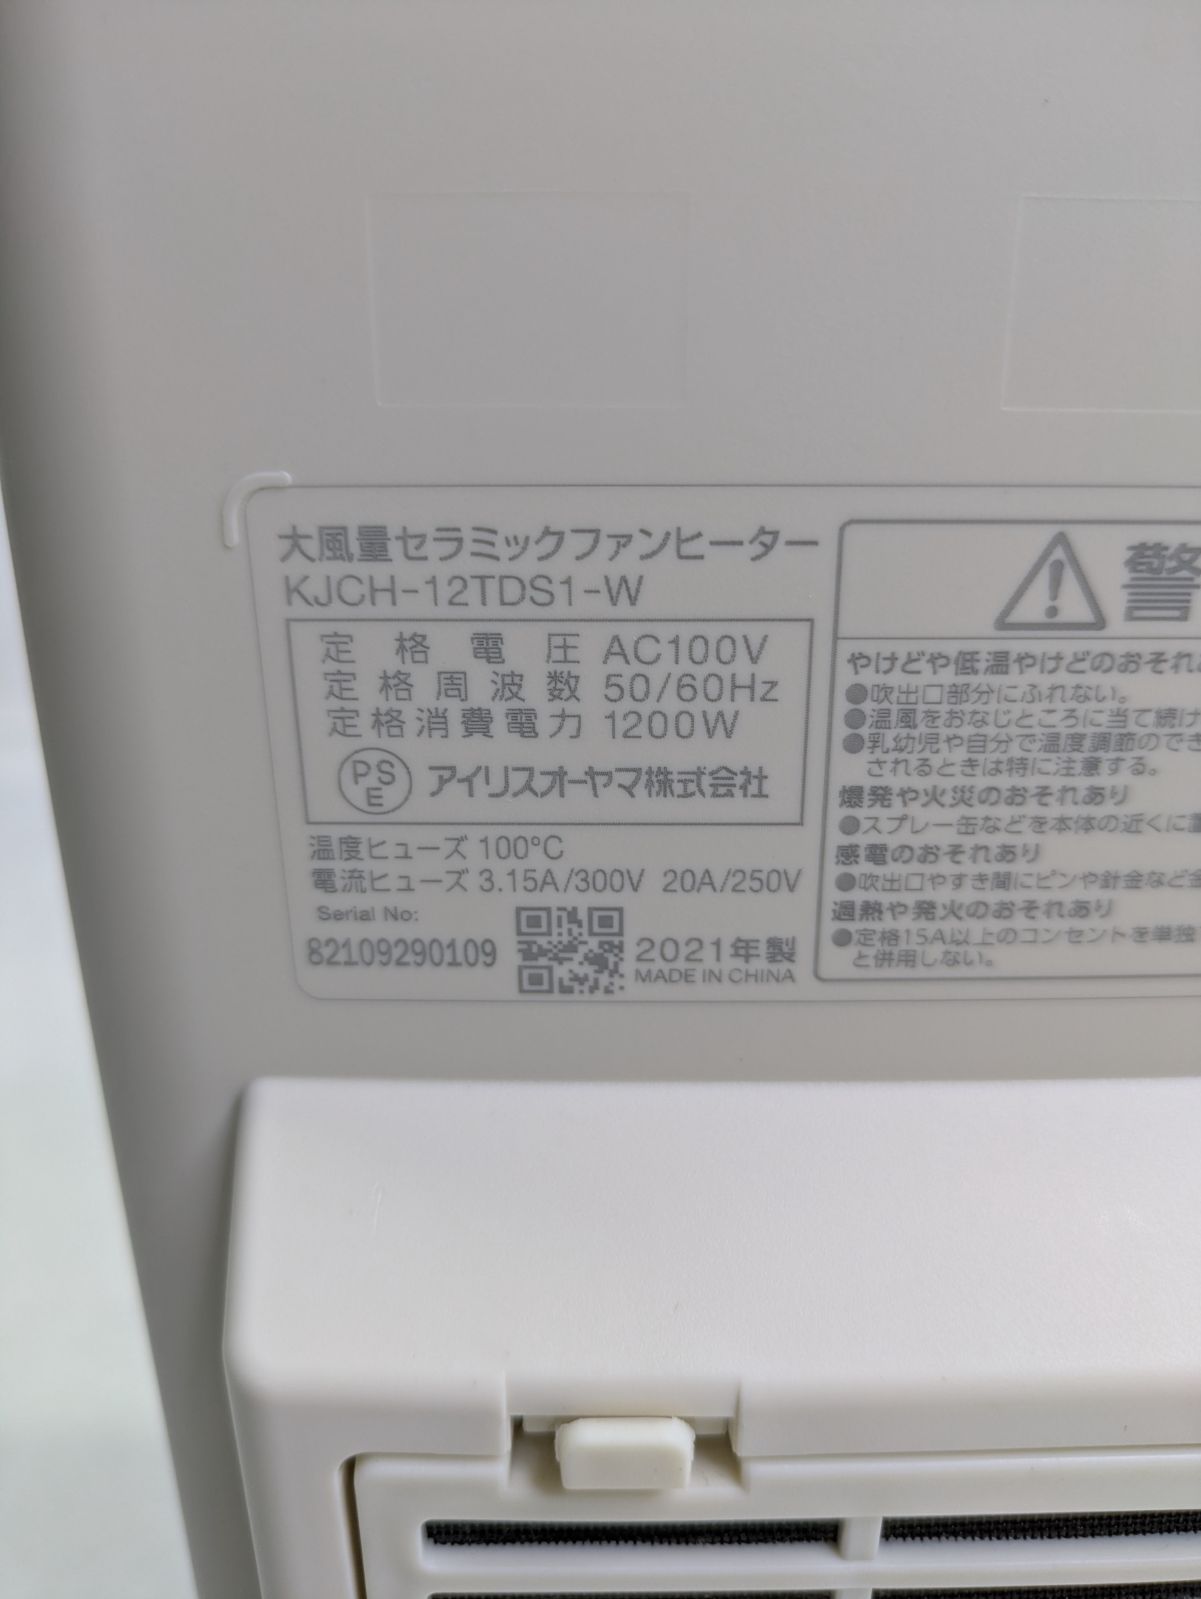 大風量セラミックファンヒーター
KJCH-12TDS1-W
定格電圧 AC100V
定格周波数 50/60Hz
定格消費電力 1200W
PS
E
アイリスオーヤマ株式会社
温度ヒューズ 100℃
電流ヒューズ 3.15A/300V 20A/250V
Serial No:
82109290109
2021年製
MADE IN CHINA
警
やけどや低温やけどのおそれ
●吹出口部分にふれない。
●温風をおなじところに当て続け
●乳幼児や自分で温度調節のでき
されるときは特に注意する。
爆発や火災のおそれあり
●スプレー缶などを本体の近くに
感電のおそれあり
●吹出口やすき間にピンや針金など金
過熱や発火のおそれあり
●定格15A以上のコンセントを単独
と併用しない。